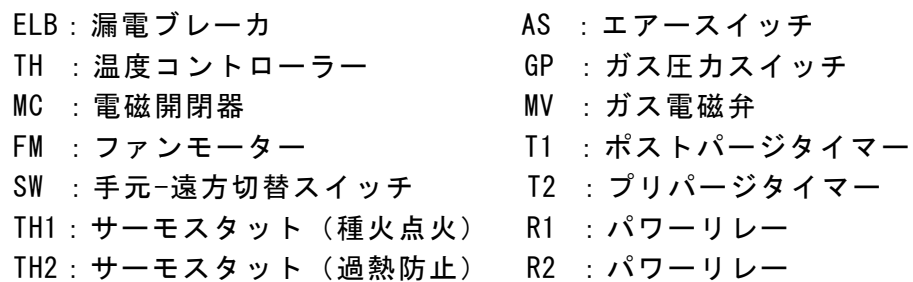 ELB：漏電ブレーカ　AS ：エアースイッチ
TH ：温度コントローラー　GP ：ガス圧力スイッチ
MC ：電磁開閉器　MV ：ガス電磁弁
FM ：ファンモーター　T1 ：ポストパージタイマー
SW ：手元-遠方切替スイッチ　T2 ：プリパージタイマー
TH1：サーモスタット（種火点火）　R1 ：パワーリレー
TH2：サーモスタット（過熱防止）　R2 ：パワーリレー